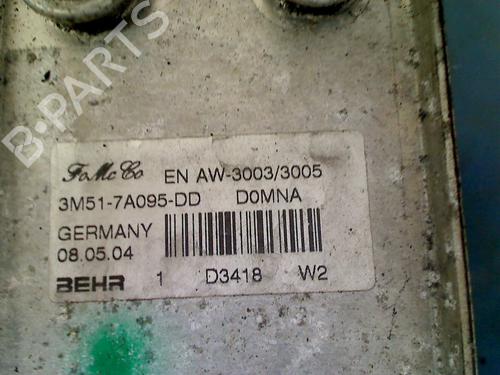 B-PARTS
FoMoCo EN AW-3003/3005
3M51-7A095-DD D0MNA
GERMANY
08.05.04
BEHR 1 D3418 W2